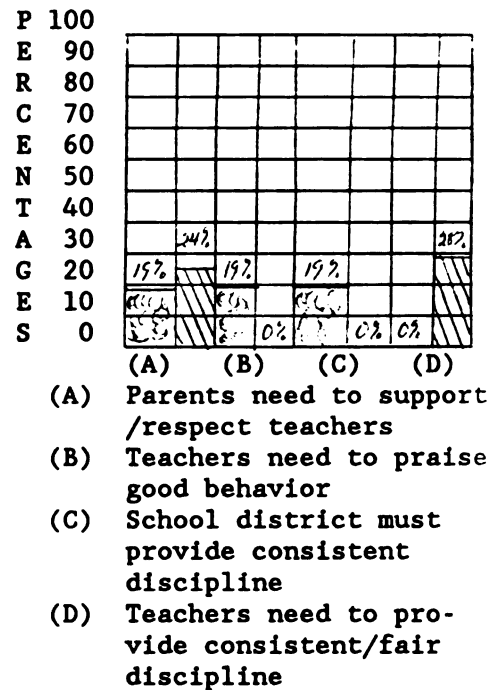 P 100
E 90
R 80
C 70
E 60
N 50
T 40
A 30 24%
G 20 19% 19% 19%
E 10
S 0 0% 0% 0%
(A) (B) (C) (D)
(A) Parents need to support
/respect teachers
(B) Teachers need to praise
good behavior
(C) School district must
provide consistent
discipline
(D) Teachers need to pro-
vide consistent/fair
discipline